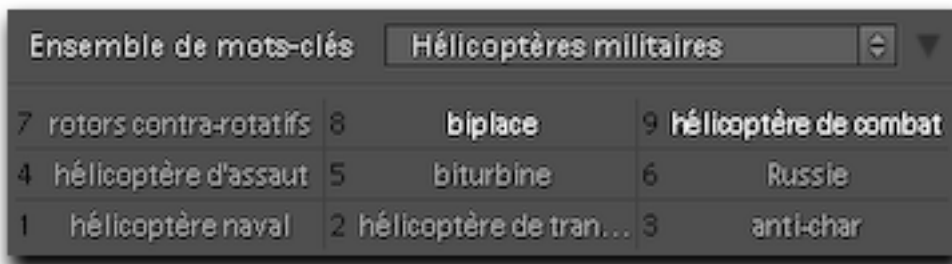 Ensemble de mots-clés Hélicoptères militaires
7 rotors contra-rotatifs 8 biplace 9 hélicoptère de combat
4 hélicoptère d'assaut 5 biturbine 6 Russie
1 hélicoptère naval 2 hélicoptère de tran... 3 anti-char